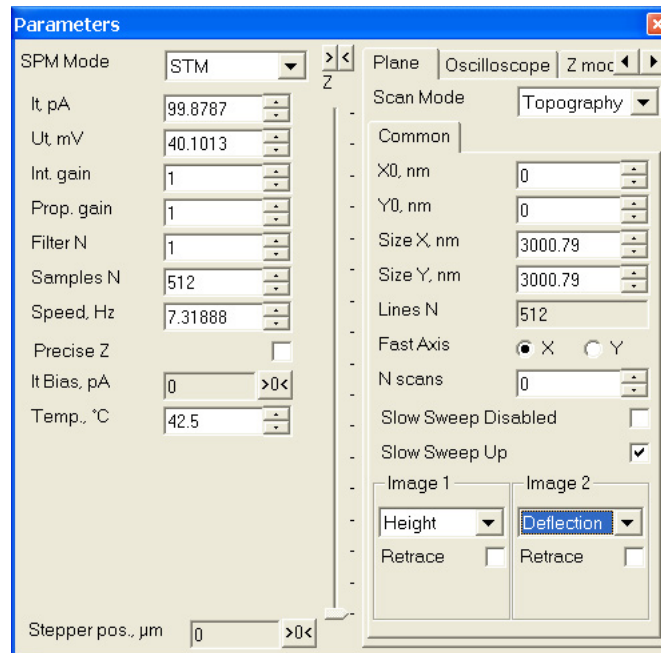 Parameters
SPM Mode
STM
> <
Z
It, pA
99.8787
Ut, mV
40.1013
Int. gain
1
Prop. gain
1
Filter N
1
Samples N
512
Speed, Hz
7.31888
Precise Z
It Bias, pA
0
>0<
Temp., °C
42.5
Stepper pos., µm
0
>0<
Plane
Oscilloscope
Z mod
Scan Mode
Topography
Common
X0, nm
0
Y0, nm
0
Size X, nm
3000.79
Size Y, nm
3000.79
Lines N
512
Fast Axis
X
Y
N scans
0
Slow Sweep Disabled
Slow Sweep Up
Image 1
Height
Retrace
Image 2
Deflection
Retrace